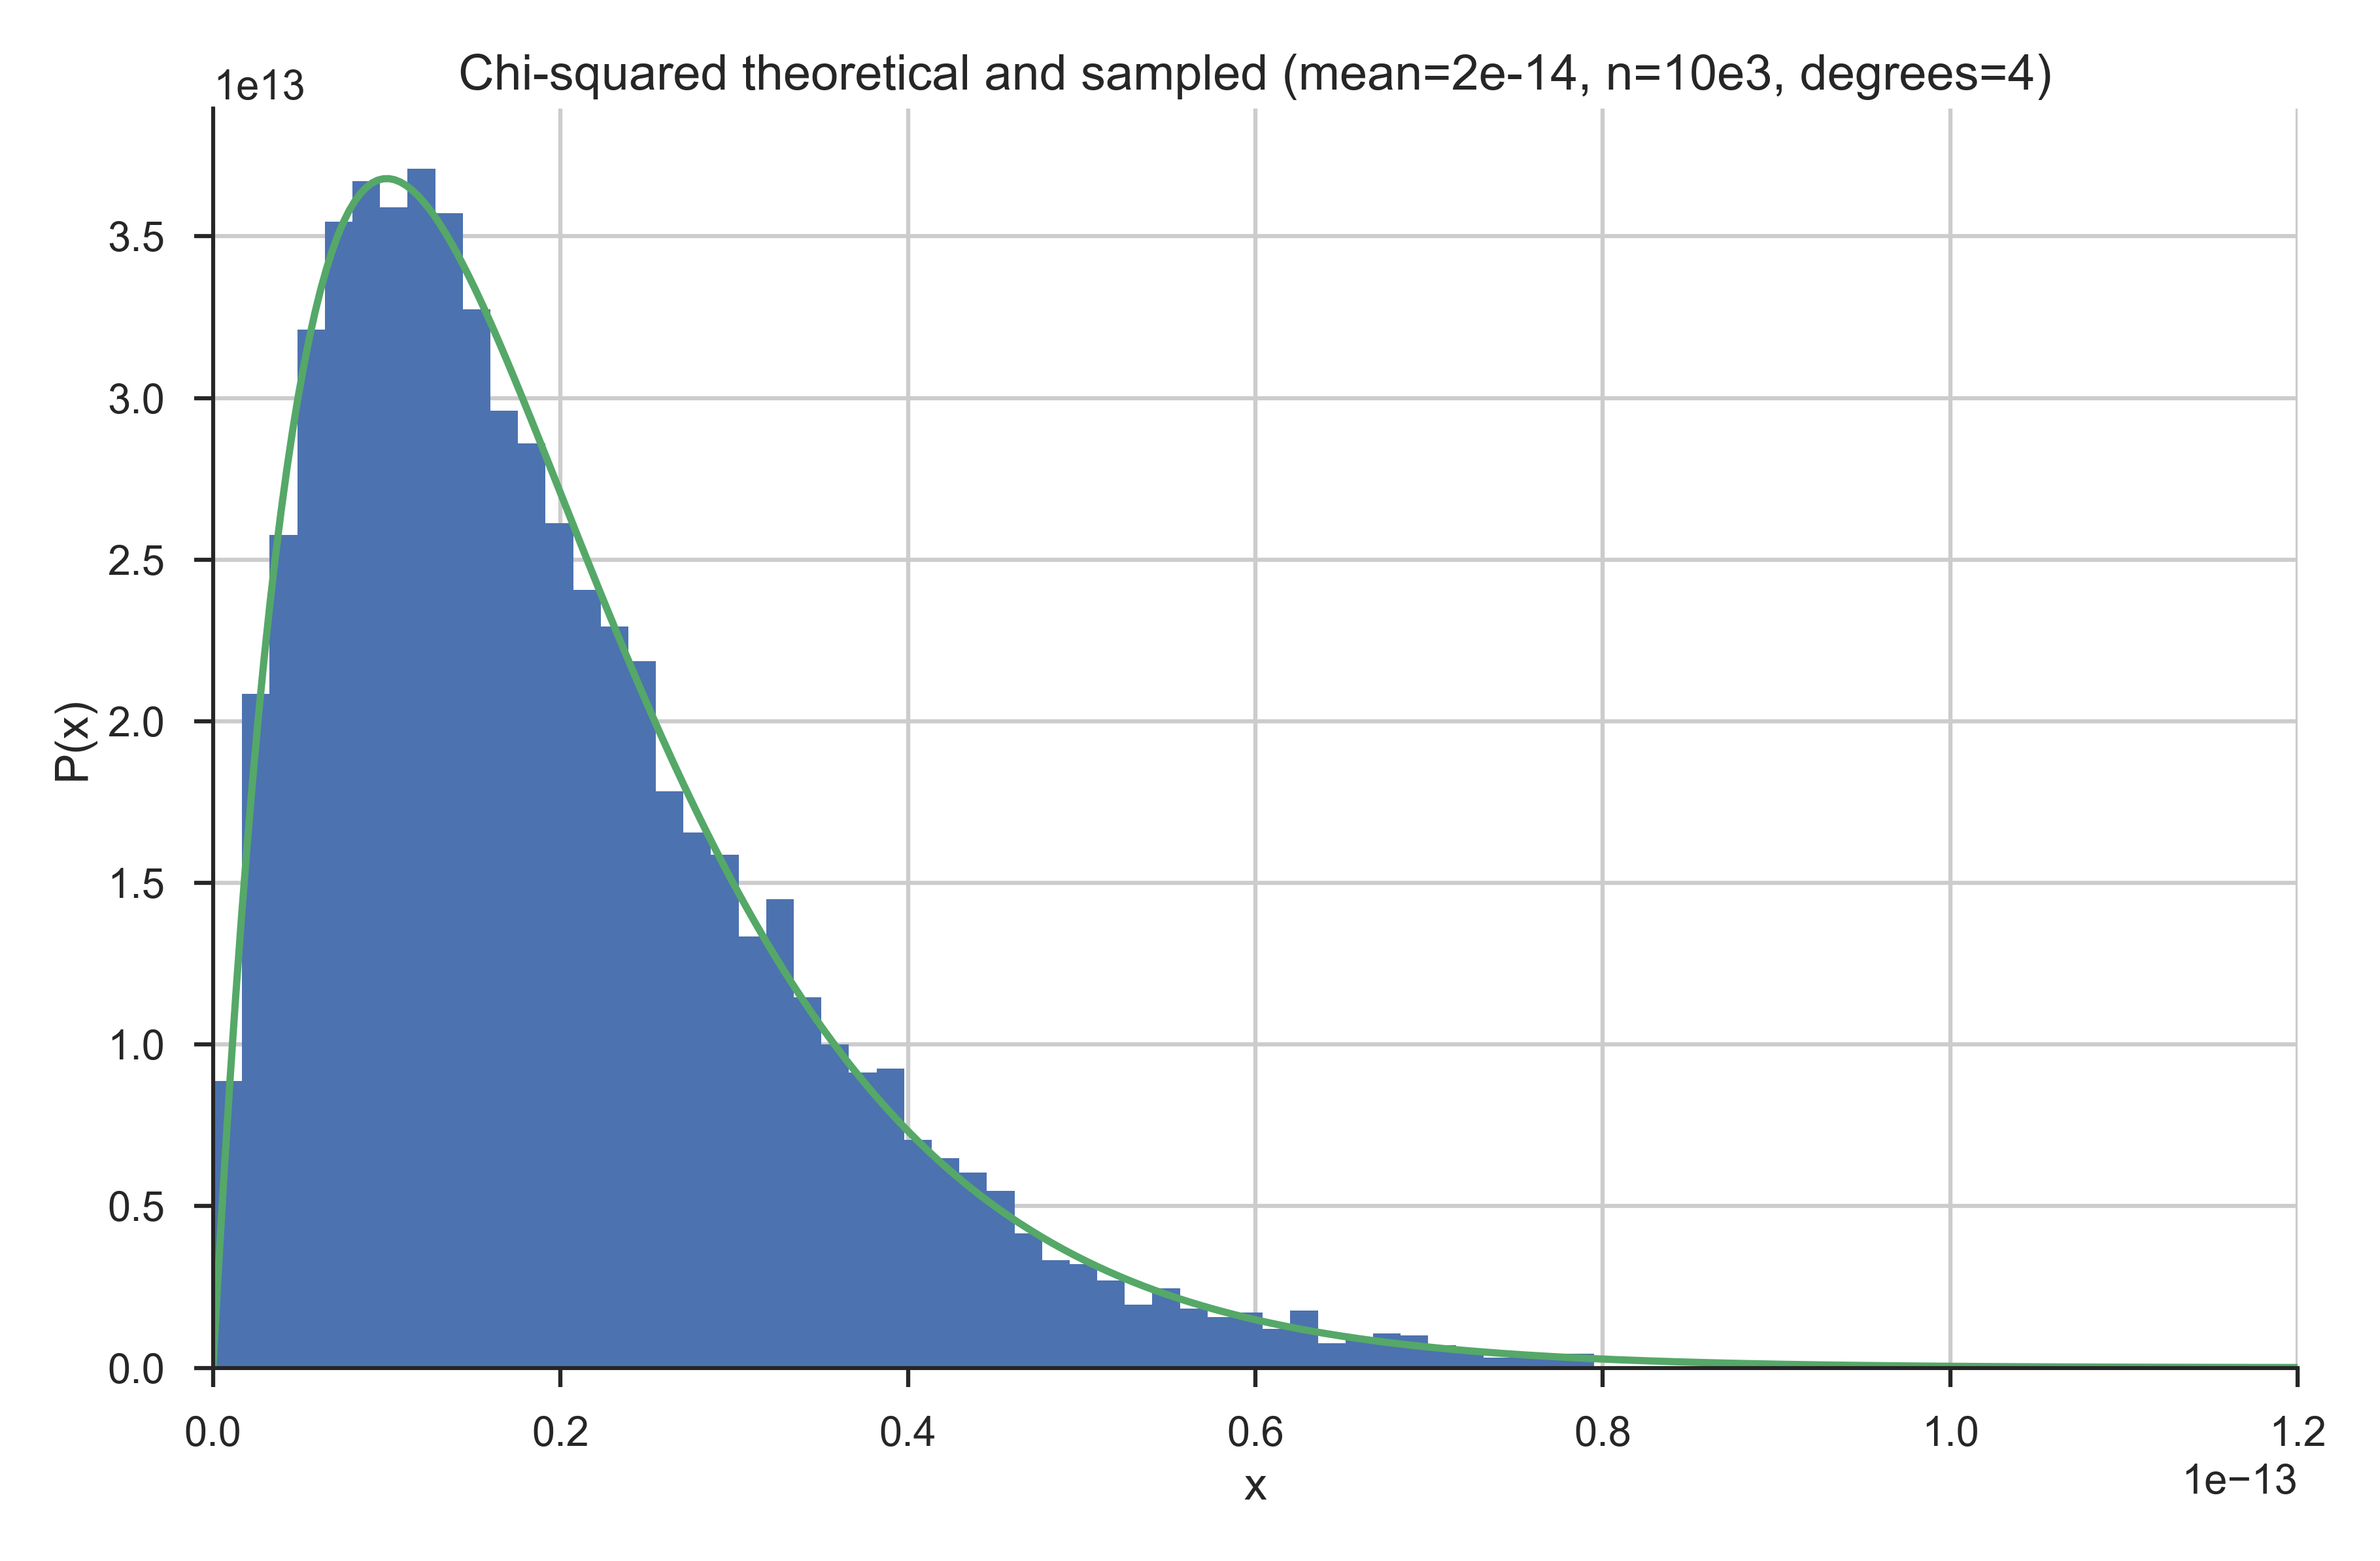 Chi-squared theoretical and sampled (mean=2e-14, n=10e3, degrees=4)
1e13
3.5
3.0
2.5
2.0
1.5
1.0
0.5
0.0
P(x)
0.0 0.2 0.4 0.6 0.8 1.0 1.2
x
1e−13